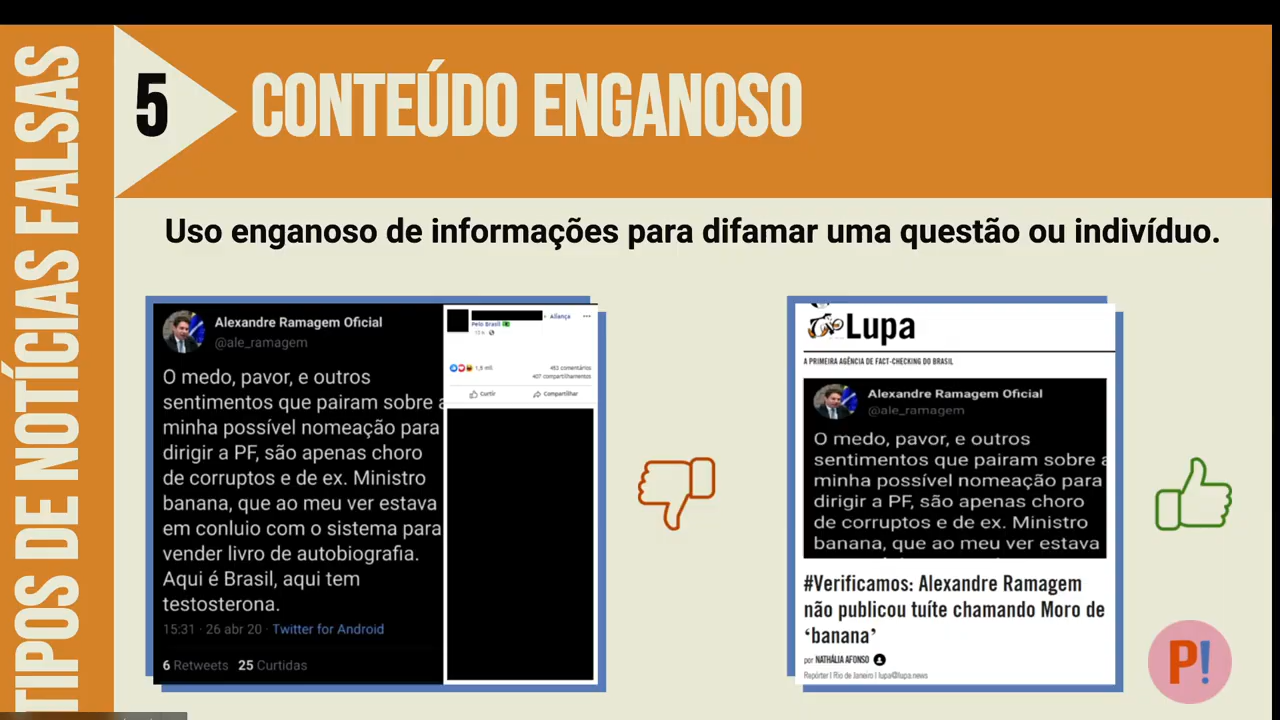 TIPOS DE NOTÍCIAS FALSAS
5
CONTEÚDO ENGANOSO
Uso enganoso de informações para difamar uma questão ou indivíduo.
Alexandre Ramagem Oficial
@ale_ramagem
O medo, pavor, e outros
sentimentos que pairam sobre a
minha possível nomeação para
dirigir a PF, são apenas choro
de corruptos e de ex. Ministro
banana, que ao meu ver estava
em conluio com o sistema para
vender livro de autobiografia.
Aqui é Brasil, aqui tem
testosterona.
15:31 · 26 abr 20 · Twitter for Android
6 Retweets 25 Curtidas
Aliança
Pelo Brasil
15 h
1,5 mil
453 comentários
407 compartilhamentos
Curtir
Compartilhar
Lupa
A PRIMEIRA AGÊNCIA DE FACT-CHECKING DO BRASIL
Alexandre Ramagem Oficial
@ale_ramagem
O medo, pavor, e outros
sentimentos que pairam sobre a
minha possível nomeação para
dirigir a PF, são apenas choro
de corruptos e de ex. Ministro
banana, que ao meu ver estava
#Verificamos: Alexandre Ramagem
não publicou tuíte chamando Moro de
‘banana’
por NATHÁLIA AFONSO
Repórter | Rio de Janeiro | lupa@lupa.news
P!